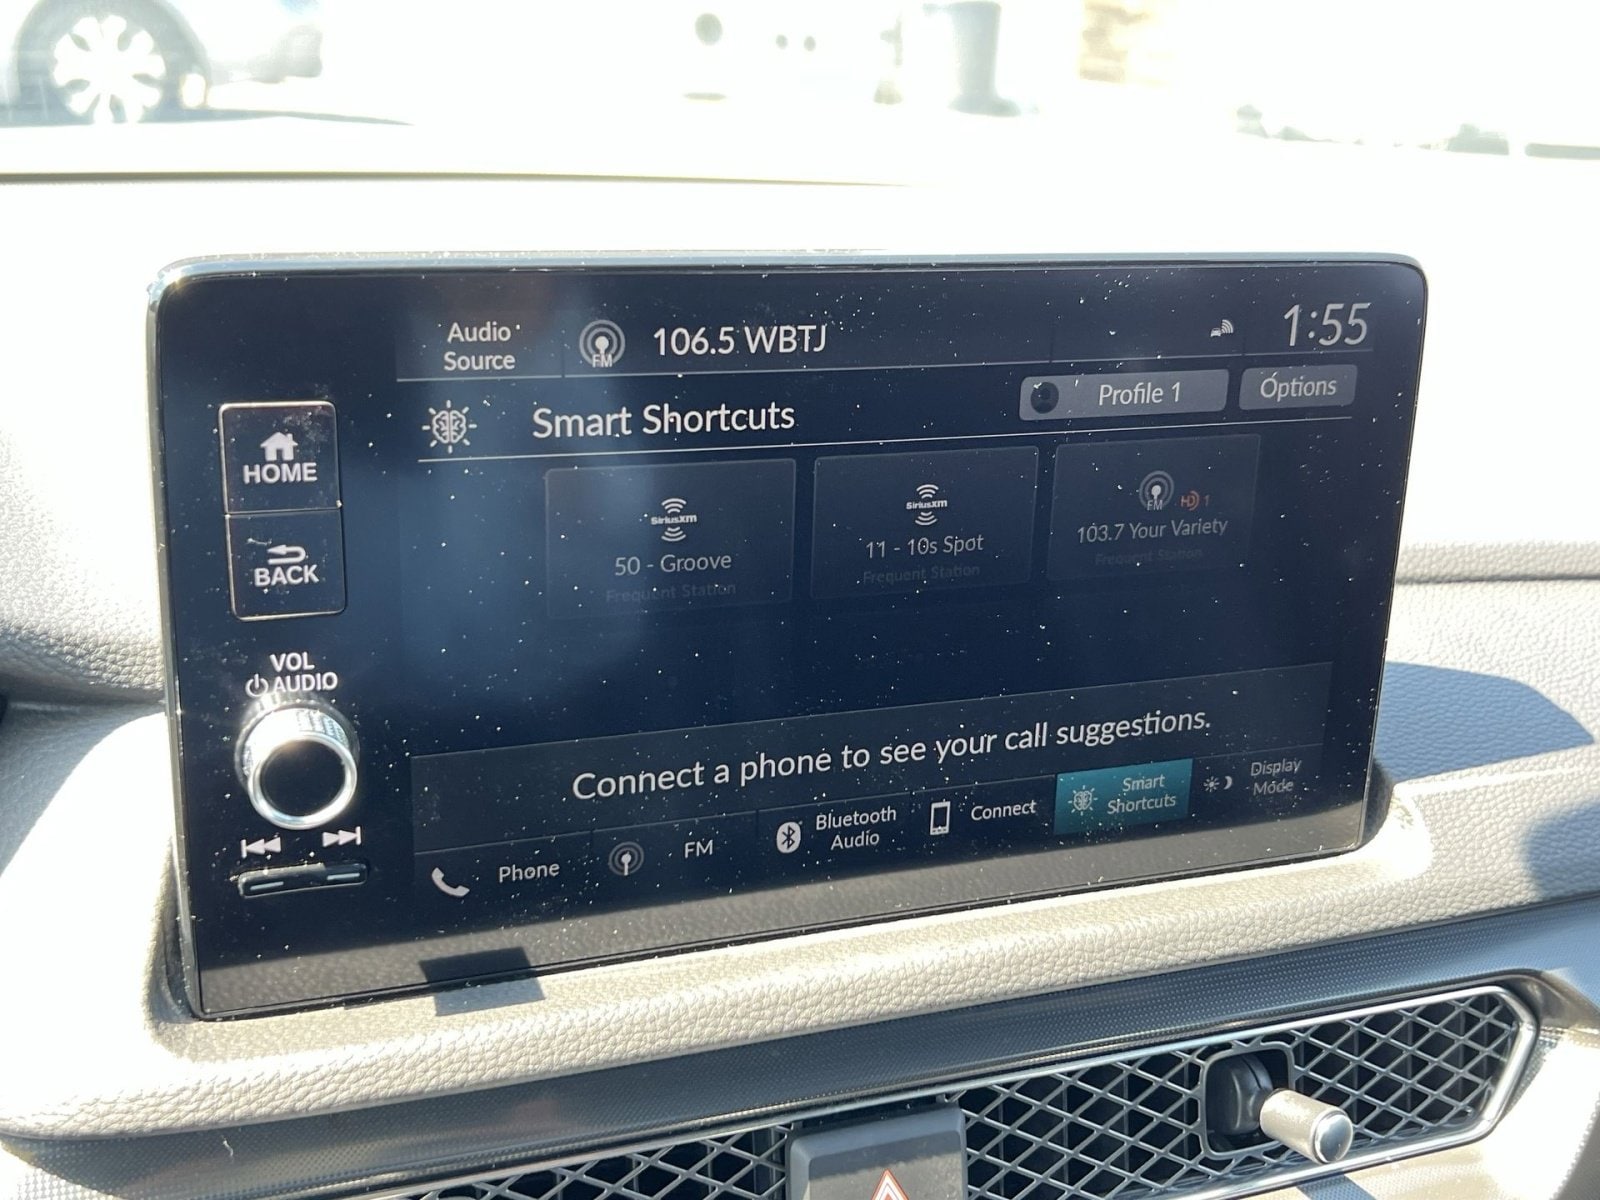 Audio
Source
FM
106.5 WBTJ
1:55
Smart Shortcuts
Profile 1
Options
HOME
BACK
VOL
AUDIO
SiriusXM
50 - Groove
Frequent Station
SiriusXM
11 - 10s Spot
Frequent Station
FM
HD 1
103.7 Your Variety
Frequent Station
Connect a phone to see your call suggestions.
Phone
FM
Bluetooth
Audio
Connect
Smart
Shortcuts
Display
Mode